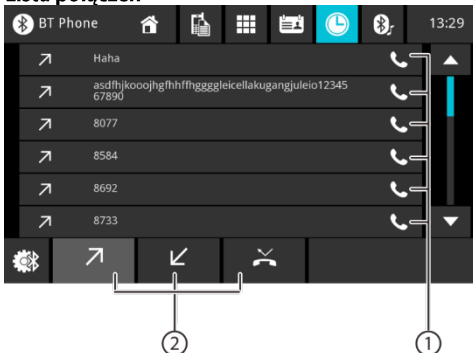 Lista połączeń
BT Phone
13:29
Haha
asdfhjkooojhgfhhffhggggleicellakugangjuleio12345
67890
8077
8584
8692
8733
2
1